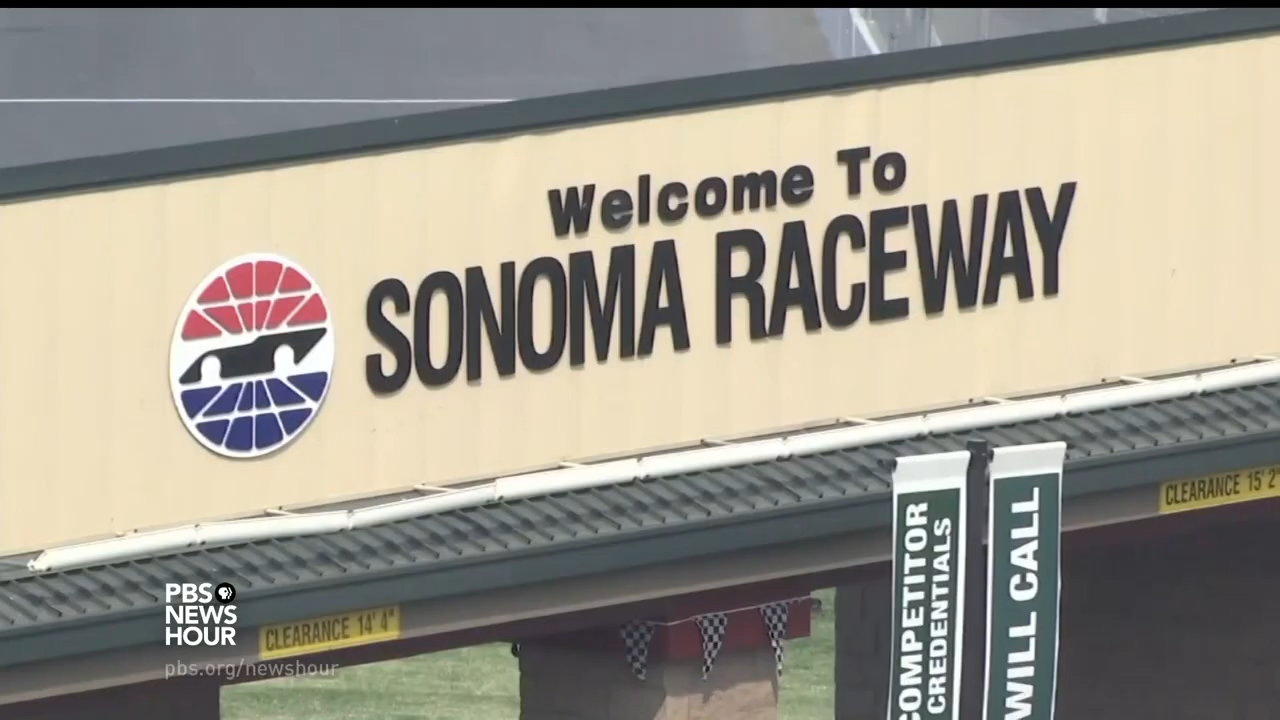 Welcome To
SONOMA RACEWAY
CLEARANCE 15' 2"
COMPETITOR
CREDENTIALS
WILL CALL
CLEARANCE 14' 4"
PBS
NEWS
HOUR
pbs.org/newshour